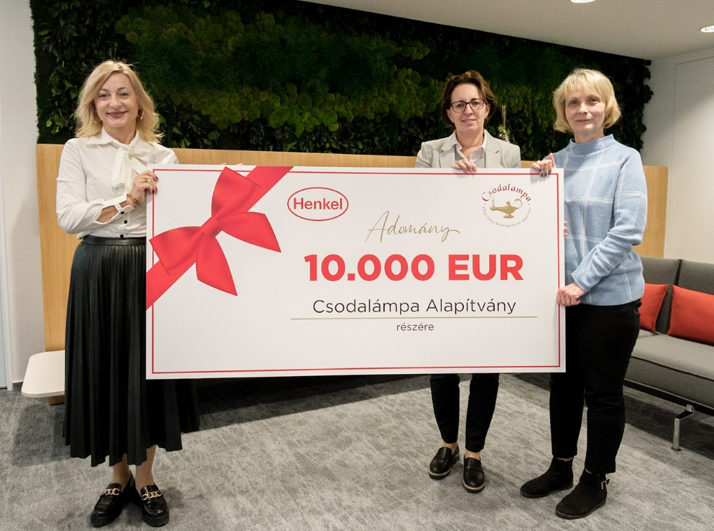 Henkel
Csodalámpa
Adomány
10.000 EUR
Csodalámpa Alapítvány
részére